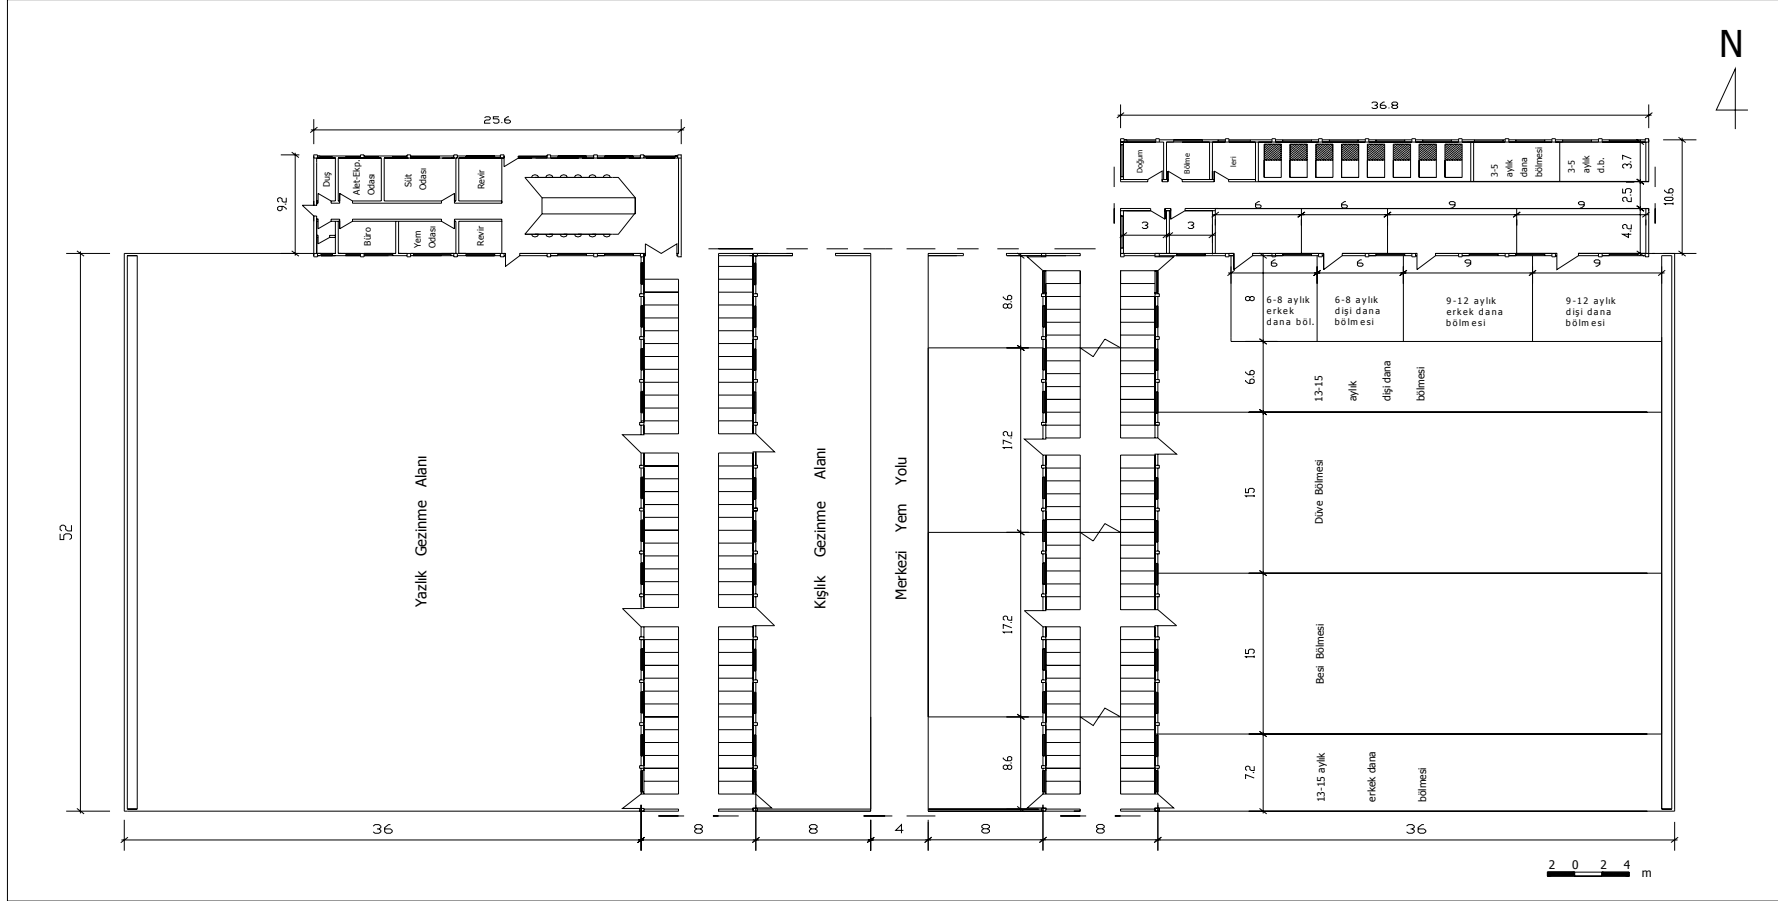 N
36.8
25.6
Duş
Alet-Ekp.
Odası
Süt
Odası
Revir
9.2
Büro
Yem
Odası
Revir
Doğum
Bölme
leri
3-5
aylık
dana
bölmesi
3-5
aylık
d.b.
3.7
2.5
10.6
4.2
6
6
9
9
3
3
6
6
9
9
8
6-8 aylık
erkek
dana böl.
6-8 aylık
dişi dana
bölmesi
9-12 aylık
erkek dana
bölmesi
9-12 aylık
dişi dana
bölmesi
8.6
6.6
13-15
aylık
dişi dana
bölmesi
17.2
52
Yazlık Gezinme Alanı
Kışlık Gezinme Alanı
Merkezi Yem Yolu
15
Düve Bölmesi
17.2
15
Besi Bölmesi
8.6
7.2
13-15 aylık
erkek dana
bölmesi
36
8
8
4
8
8
36
2 0 2 4
m